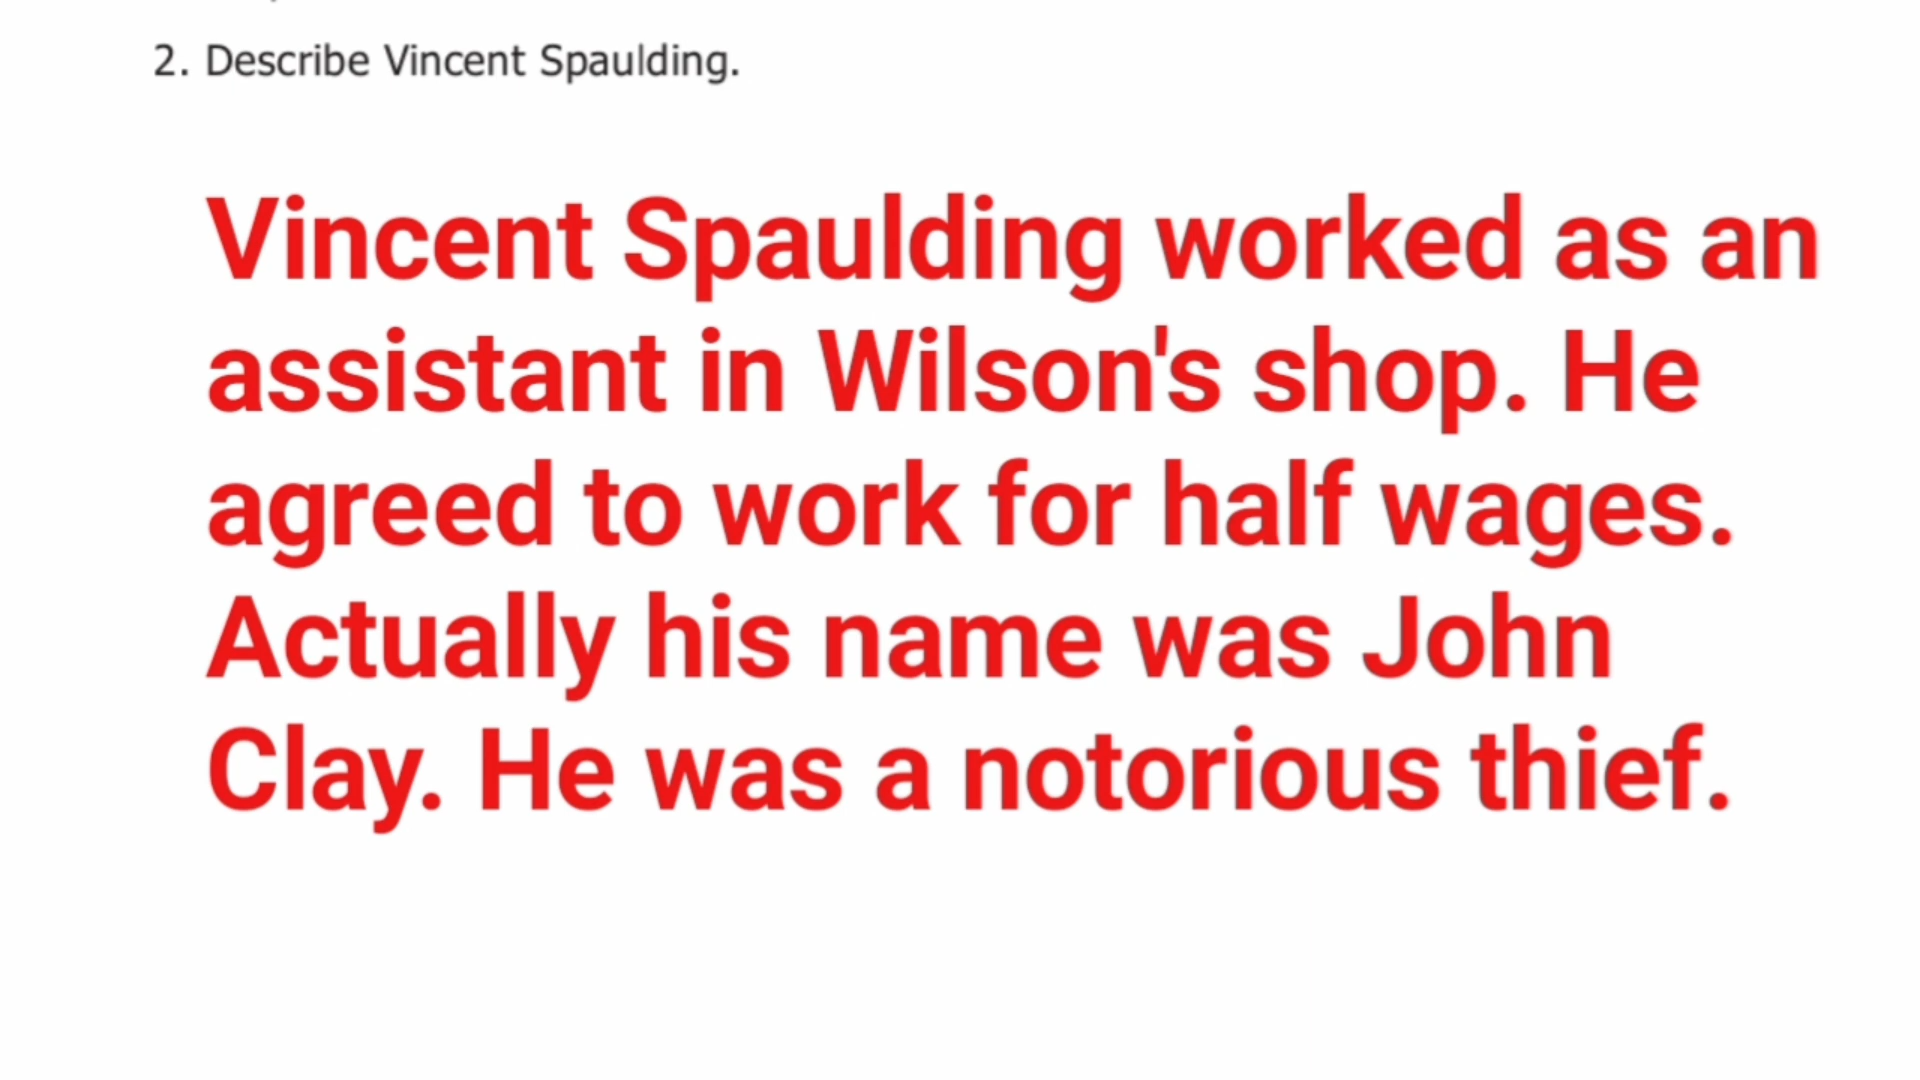 2. Describe Vincent Spaulding.
Vincent Spaulding worked as an
assistant in Wilson's shop. He
agreed to work for half wages.
Actually his name was John
Clay. He was a notorious thief.